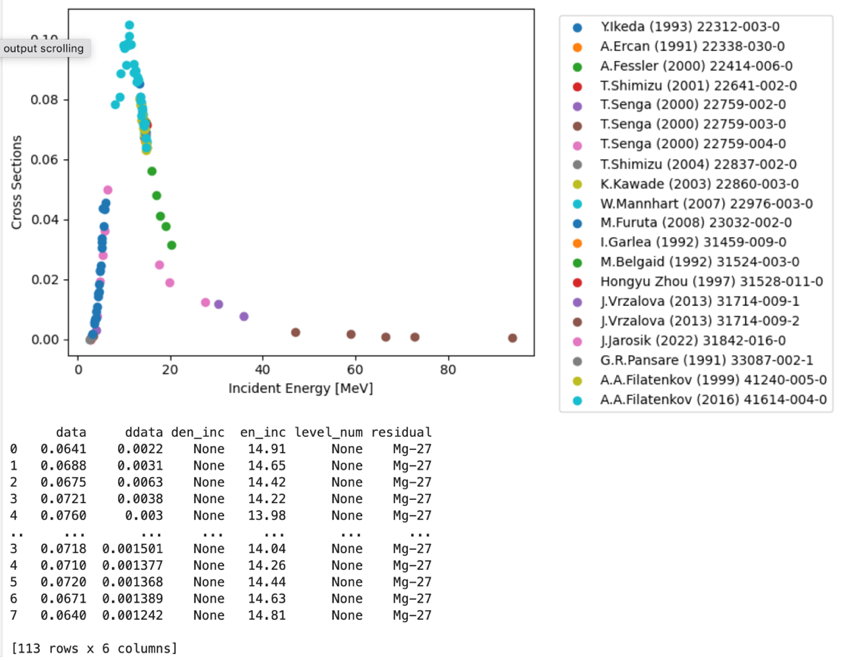 output scrolling
0.10
0.08
0.06
0.04
0.02
0.00
Cross Sections
0
20
40
60
80
Incident Energy [MeV]
Y.Ikeda (1993) 22312-003-0
A.Ercan (1991) 22338-030-0
A.Fessler (2000) 22414-006-0
T.Shimizu (2001) 22641-002-0
T.Senga (2000) 22759-002-0
T.Senga (2000) 22759-003-0
T.Senga (2000) 22759-004-0
T.Shimizu (2004) 22837-002-0
K.Kawade (2003) 22860-003-0
W.Mannhart (2007) 22976-003-0
M.Furuta (2008) 23032-002-0
I.Garlea (1992) 31459-009-0
M.Belgaid (1992) 31524-003-0
Hongyu Zhou (1997) 31528-011-0
J.Vrzalova (2013) 31714-009-1
J.Vrzalova (2013) 31714-009-2
J.Jarosik (2022) 31842-016-0
G.R.Pansare (1991) 33087-002-1
A.A.Filatenkov (1999) 41240-005-0
A.A.Filatenkov (2016) 41614-004-0
data ddata den_inc en_inc level_num residual
0 0.0641 0.0022 None 14.91 None Mg-27
1 0.0688 0.0031 None 14.65 None Mg-27
2 0.0675 0.0063 None 14.42 None Mg-27
3 0.0721 0.0038 None 14.22 None Mg-27
4 0.0760 0.003 None 13.98 None Mg-27
.. ... ... ... ... ... ...
3 0.0718 0.001501 None 14.04 None Mg-27
4 0.0710 0.001377 None 14.26 None Mg-27
5 0.0720 0.001368 None 14.44 None Mg-27
6 0.0671 0.001389 None 14.63 None Mg-27
7 0.0640 0.001242 None 14.81 None Mg-27
[113 rows x 6 columns]